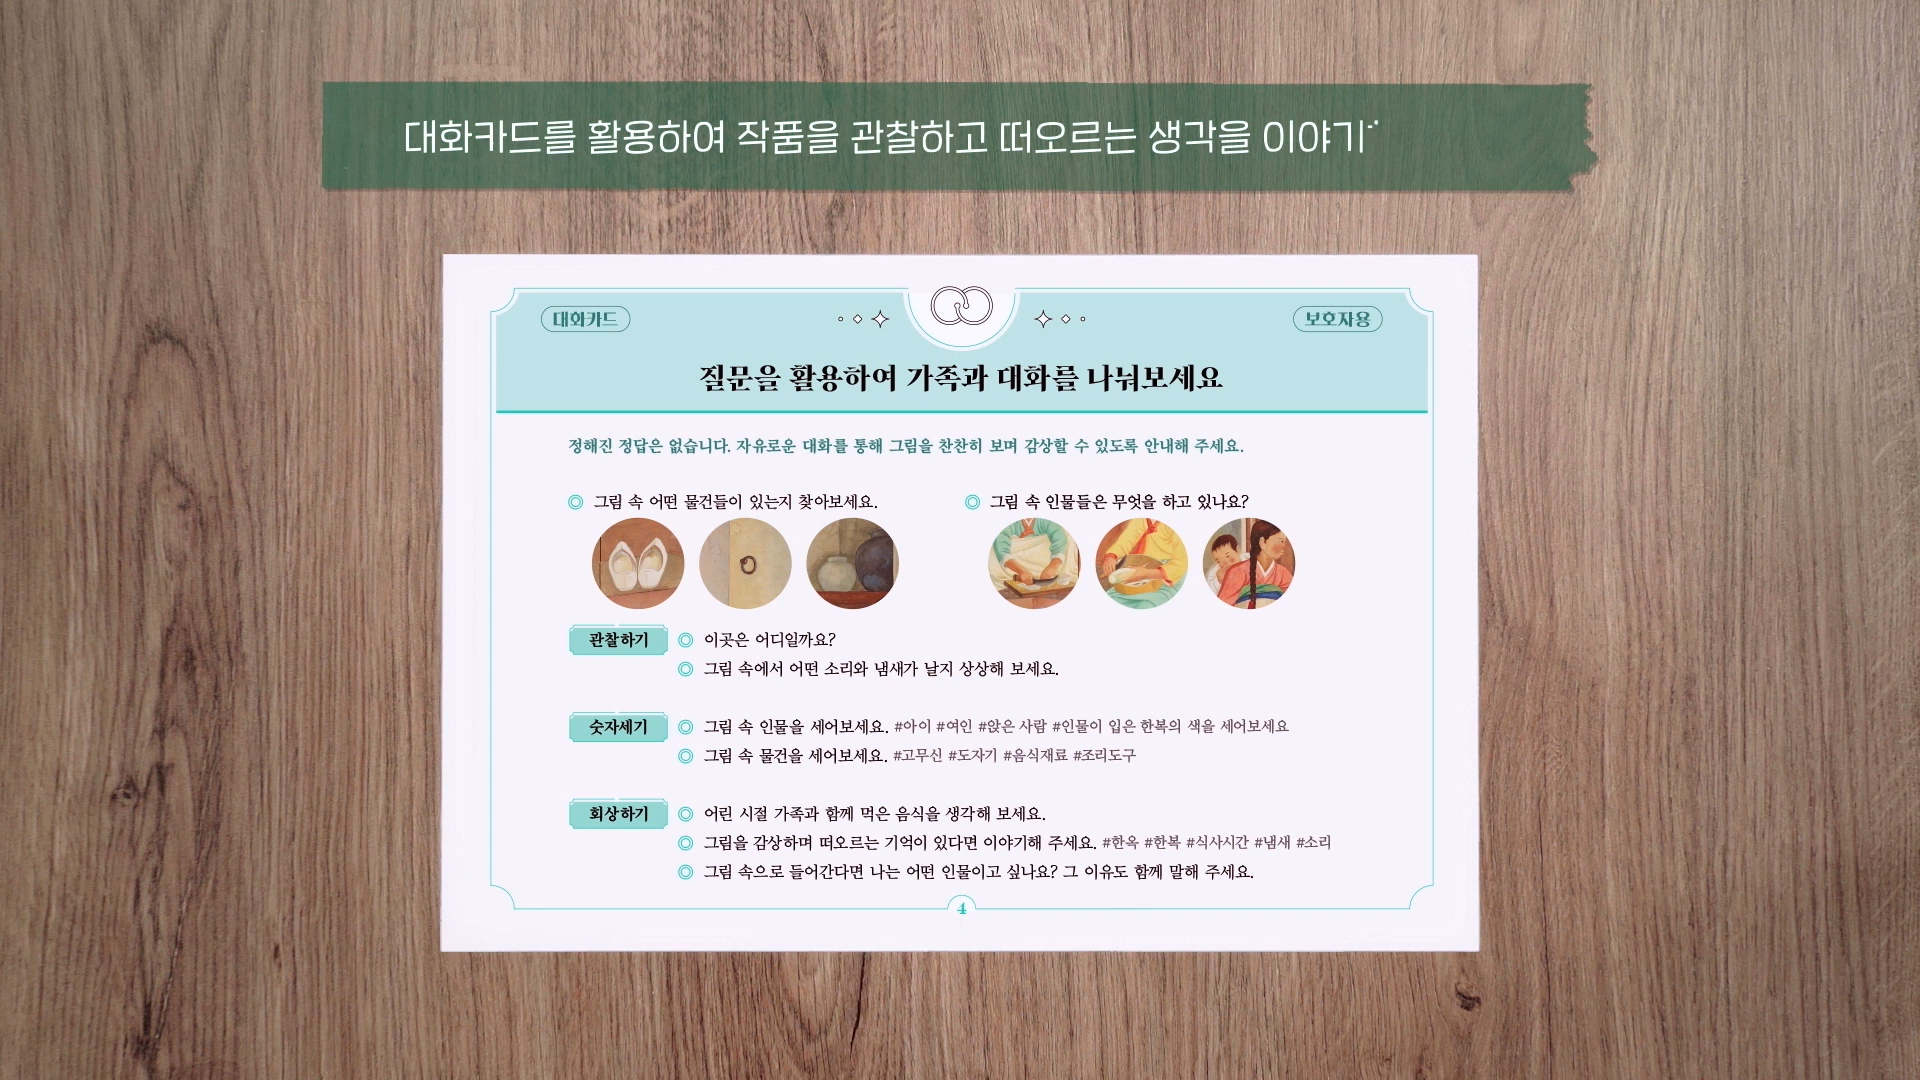 대화카드를 활용하여 작품을 관찰하고 떠오르는 생각을 이야기
대화카드
보호자용
질문을 활용하여 가족과 대화를 나눠보세요
정해진 정답은 없습니다. 자유로운 대화를 통해 그림을 찬찬히 보며 감상할 수 있도록 안내해 주세요.
그림 속 어떤 물건들이 있는지 찾아보세요.
그림 속 인물들은 무엇을 하고 있나요?
관찰하기
이곳은 어디일까요?
그림 속에서 어떤 소리와 냄새가 날지 상상해 보세요.
숫자세기
그림 속 인물을 세어보세요. #아이 #여인 #앉은 사람 #인물이 입은 한복의 색을 세어보세요
그림 속 물건을 세어보세요. #고무신 #도자기 #음식재료 #조리도구
회상하기
어린 시절 가족과 함께 먹은 음식을 생각해 보세요.
그림을 감상하며 떠오르는 기억이 있다면 이야기해 주세요. #한옥 #한복 #식사시간 #냄새 #소리
그림 속으로 들어간다면 나는 어떤 인물이고 싶나요? 그 이유도 함께 말해 주세요.
4